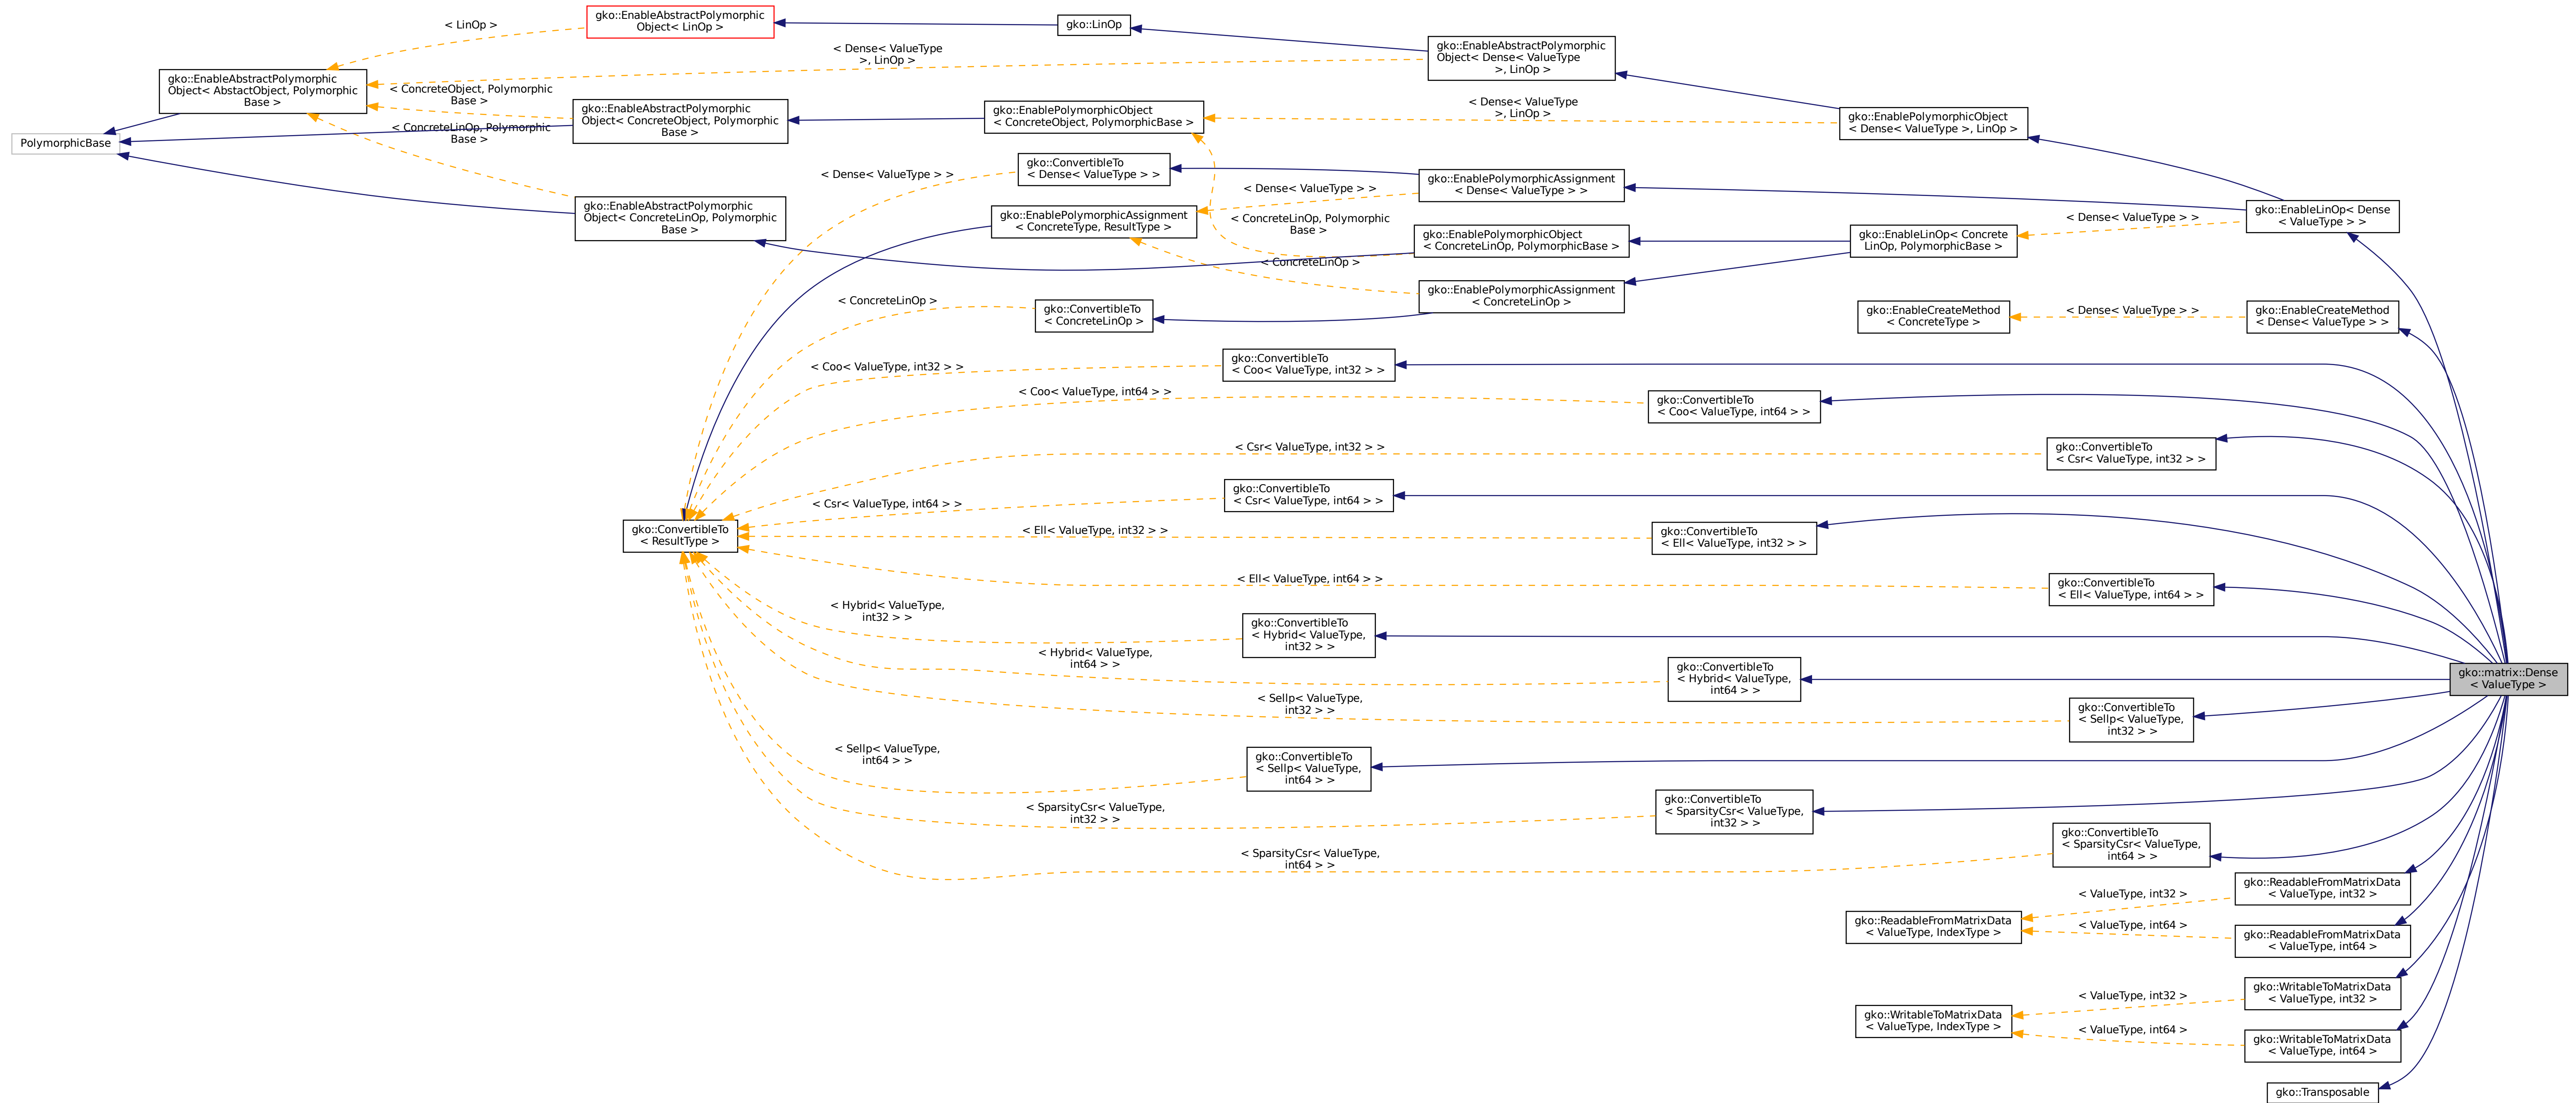 gko::EnableAbstractPolymorphic
Object< LinOp >
gko::LinOp
< LinOp >
gko::EnableAbstractPolymorphic
Object< Dense< ValueType
>, LinOp >
< Dense< ValueType
>, LinOp >
gko::EnableAbstractPolymorphic
Object< AbstactObject, Polymorphic
Base >
< ConcreteObject, Polymorphic
Base >
gko::EnableAbstractPolymorphic
Object< ConcreteObject, Polymorphic
Base >
gko::EnablePolymorphicObject
< ConcreteObject, PolymorphicBase >
< Dense< ValueType
>, LinOp >
gko::EnablePolymorphicObject
< Dense< ValueType >, LinOp >
PolymorphicBase
< ConcreteLinOp, Polymorphic
Base >
gko::ConvertibleTo
< Dense< ValueType > >
< Dense< ValueType > >
gko::EnablePolymorphicAssignment
< Dense< ValueType > >
< Dense< ValueType > >
gko::EnableAbstractPolymorphic
Object< ConcreteLinOp, Polymorphic
Base >
gko::EnablePolymorphicAssignment
< ConcreteType, ResultType >
< ConcreteLinOp, Polymorphic
Base >
gko::EnableLinOp< Dense
< ValueType > >
< Dense< ValueType > >
gko::EnablePolymorphicObject
< ConcreteLinOp, PolymorphicBase >
gko::EnableLinOp< Concrete
LinOp, PolymorphicBase >
< ConcreteLinOp >
gko::EnablePolymorphicAssignment
< ConcreteLinOp >
< ConcreteLinOp >
gko::ConvertibleTo
< ConcreteLinOp >
gko::EnableCreateMethod
< ConcreteType >
< Dense< ValueType > >
gko::EnableCreateMethod
< Dense< ValueType > >
< Coo< ValueType, int32 > >
gko::ConvertibleTo
< Coo< ValueType, int32 > >
< Coo< ValueType, int64 > >
gko::ConvertibleTo
< Coo< ValueType, int64 > >
< Csr< ValueType, int32 > >
gko::ConvertibleTo
< Csr< ValueType, int32 > >
< Csr< ValueType, int64 > >
gko::ConvertibleTo
< Csr< ValueType, int64 > >
gko::ConvertibleTo
< ResultType >
< Ell< ValueType, int32 > >
gko::ConvertibleTo
< Ell< ValueType, int32 > >
< Ell< ValueType, int64 > >
gko::ConvertibleTo
< Ell< ValueType, int64 > >
< Hybrid< ValueType,
int32 > >
gko::ConvertibleTo
< Hybrid< ValueType,
int32 > >
< Hybrid< ValueType,
int64 > >
gko::ConvertibleTo
< Hybrid< ValueType,
int64 > >
gko::matrix::Dense
< ValueType >
< Sellp< ValueType,
int32 > >
gko::ConvertibleTo
< Sellp< ValueType,
int32 > >
< Sellp< ValueType,
int64 > >
gko::ConvertibleTo
< Sellp< ValueType,
int64 > >
< SparsityCsr< ValueType,
int32 > >
gko::ConvertibleTo
< SparsityCsr< ValueType,
int32 > >
< SparsityCsr< ValueType,
int64 > >
gko::ConvertibleTo
< SparsityCsr< ValueType,
int64 > >
< ValueType, int32 >
gko::ReadableFromMatrixData
< ValueType, int32 >
gko::ReadableFromMatrixData
< ValueType, IndexType >
< ValueType, int64 >
gko::ReadableFromMatrixData
< ValueType, int64 >
< ValueType, int32 >
gko::WritableToMatrixData
< ValueType, int32 >
gko::WritableToMatrixData
< ValueType, IndexType >
< ValueType, int64 >
gko::WritableToMatrixData
< ValueType, int64 >
gko::Transposable